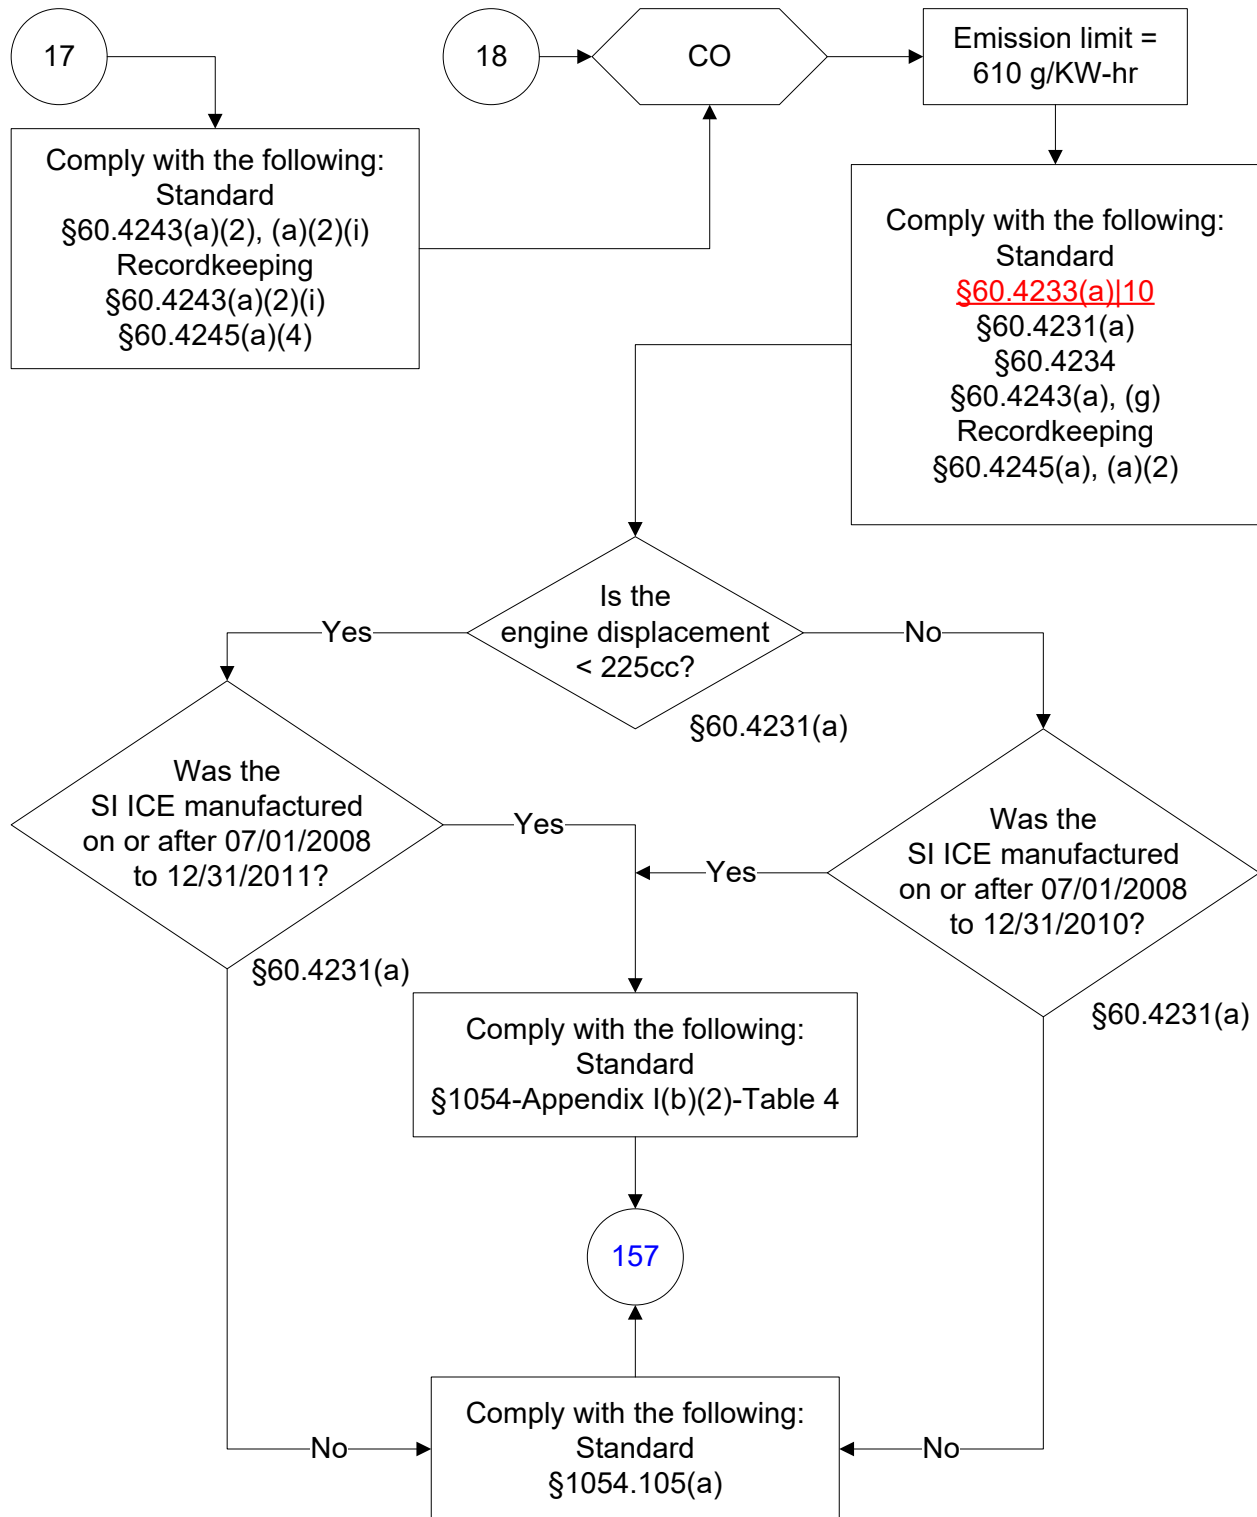 17
18
CO
Emission limit =
610 g/KW-hr
Comply with the following:
Standard
§60.4243(a)(2), (a)(2)(i)
Recordkeeping
§60.4243(a)(2)(i)
§60.4245(a)(4)
Comply with the following:
Standard
§60.4233(a)|10
§60.4231(a)
§60.4234
§60.4243(a), (g)
Recordkeeping
§60.4245(a), (a)(2)
Is the
engine displacement
< 225cc?
Yes
No
§60.4231(a)
Was the
SI ICE manufactured
on or after 07/01/2008
to 12/31/2011?
Yes
§60.4231(a)
Was the
SI ICE manufactured
on or after 07/01/2008
to 12/31/2010?
Yes
§60.4231(a)
Comply with the following:
Standard
§1054-Appendix I(b)(2)-Table 4
157
No
No
Comply with the following:
Standard
§1054.105(a)